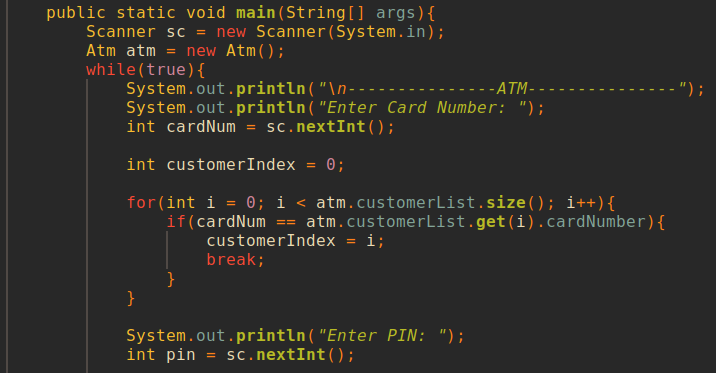 public static void main(String[] args){
Scanner sc = new Scanner(System.in);
Atm atm = new Atm();
while(true){
System.out.println("\n---------------ATM---------------");
System.out.println("Enter Card Number: ");
int cardNum = sc.nextInt();
int customerIndex = 0;
for(int i = 0; i < atm.customerList.size(); i++){
if(cardNum == atm.customerList.get(i).cardNumber){
customerIndex = i;
break;
}
}
System.out.println("Enter PIN: ");
int pin = sc.nextInt();